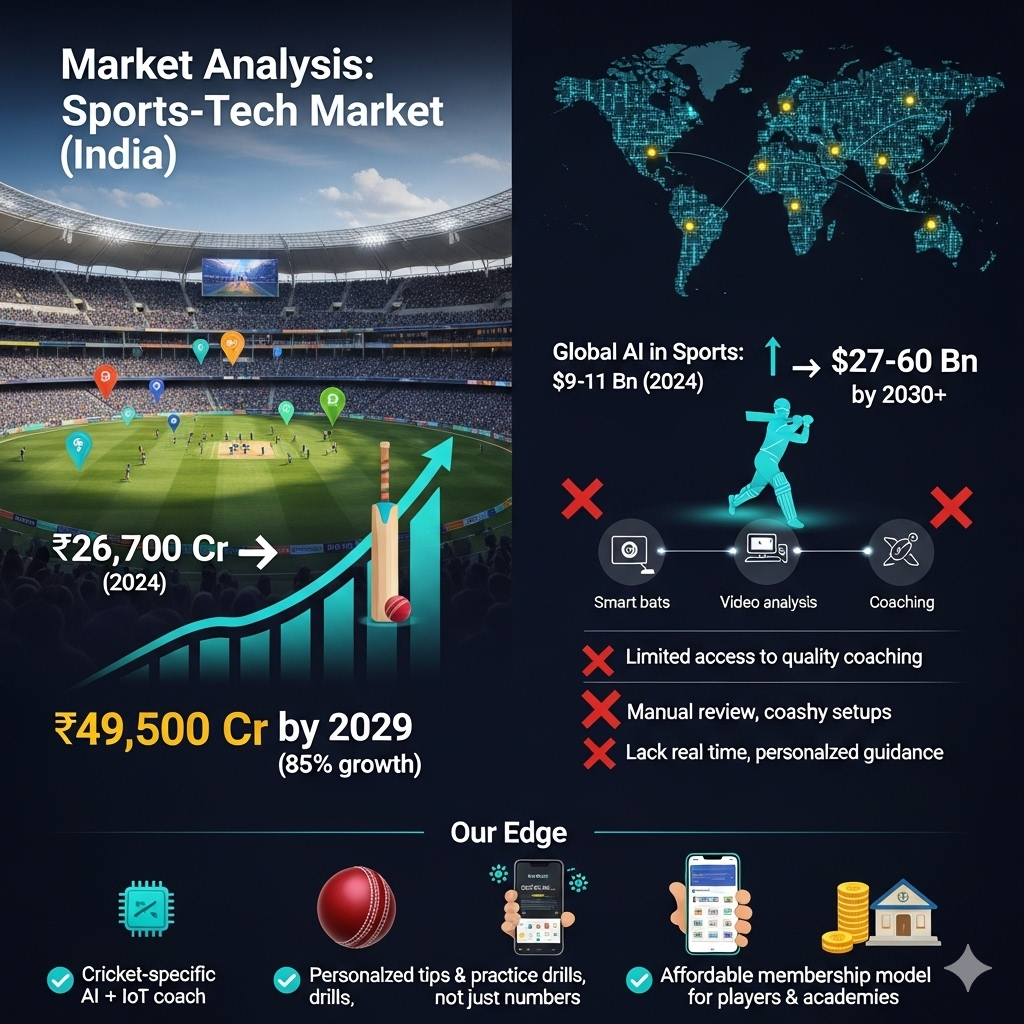 Market Analysis:
Sports-Tech Market
(India)
₹26,700 Cr
(2024)
₹49,500 Cr by 2029
(85% growth)
Global AI in Sports:
$9-11 Bn (2024)
$27-60 Bn
by 2030+
Smart bats
Video analysis
Coaching
Limited access to quality coaching
Manual review, coashy setups
Lack real time, personalzed guidance
Our Edge
Cricket-specific
AI + IoT coach
Personalzed tips & practice drills,
drills, not just numbers
Affordable membership model
for players & academies